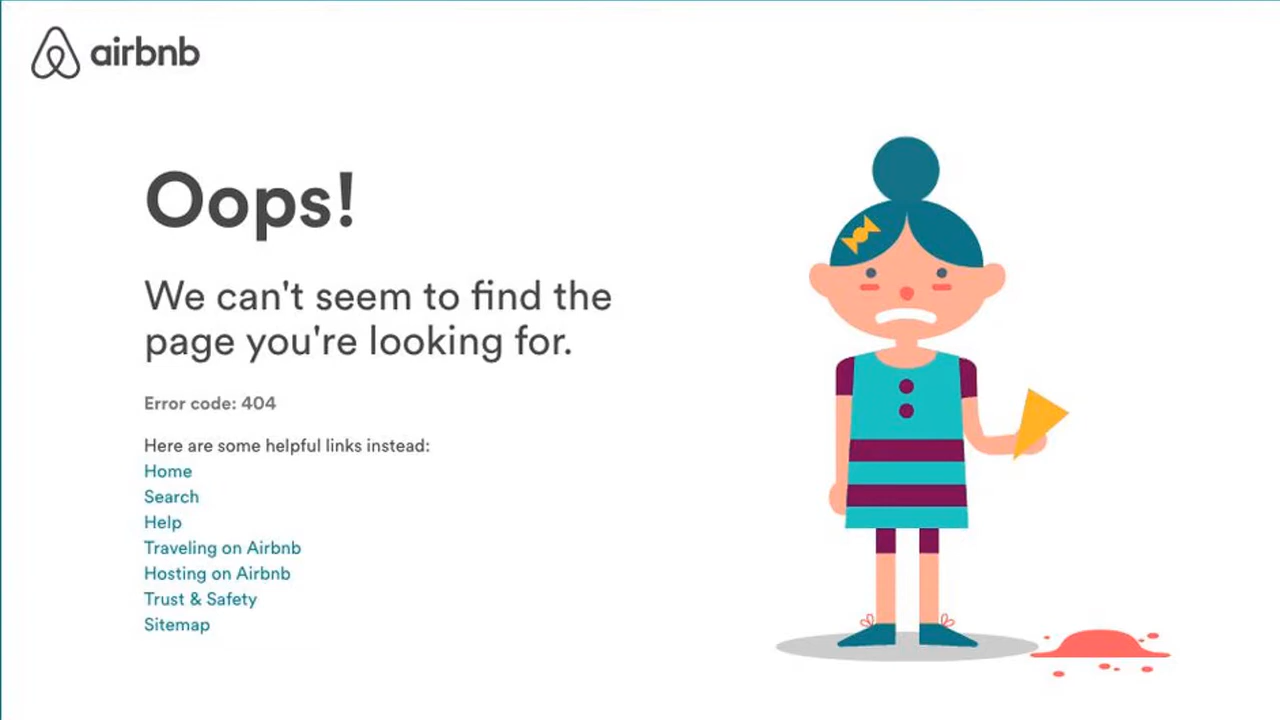 airbnb
Oops!
We can't seem to find the
page you're looking for.
Error code: 404
Here are some helpful links instead:
Home
Search
Help
Traveling on Airbnb
Hosting on Airbnb
Trust & Safety
Sitemap